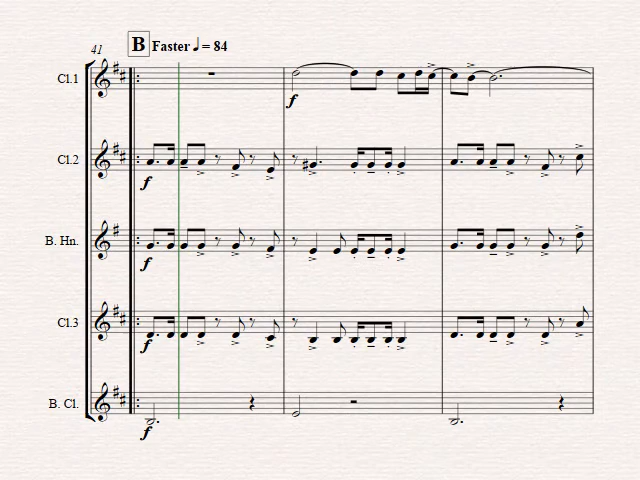 B Faster ♩ = 84
41
Cl.1
f
Cl.2
f
B. Hn.
f
Cl.3
f
B. Cl.
f